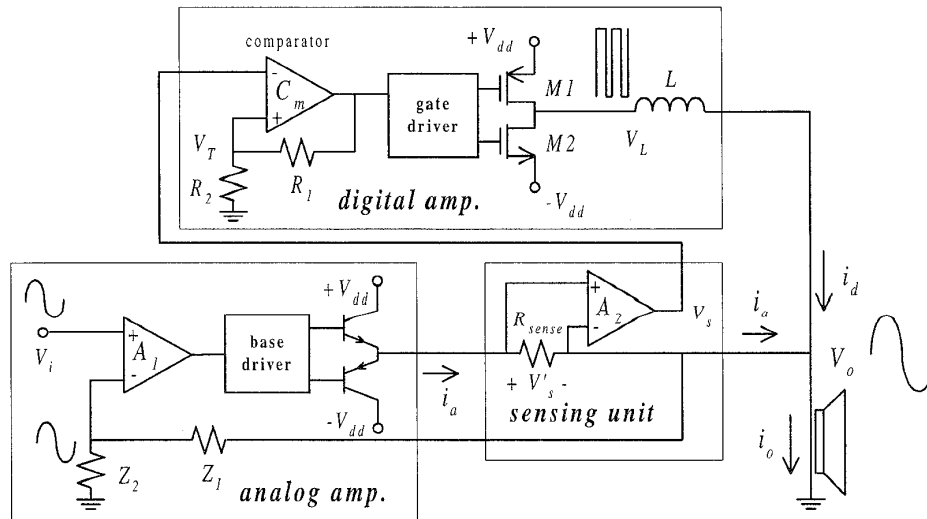 comparator
+V_dd
- C_m +
gate driver
M1
M2
L
V_L
V_T
R_1
R_2
-V_dd
digital amp.
+V_dd
V_i
+ A_1 -
base driver
i_a
-V_dd
Z_2
Z_1
analog amp.
+ A_2 -
R_sense
+ V'_s -
sensing unit
v_s
i_a
i_d
V_o
i_o